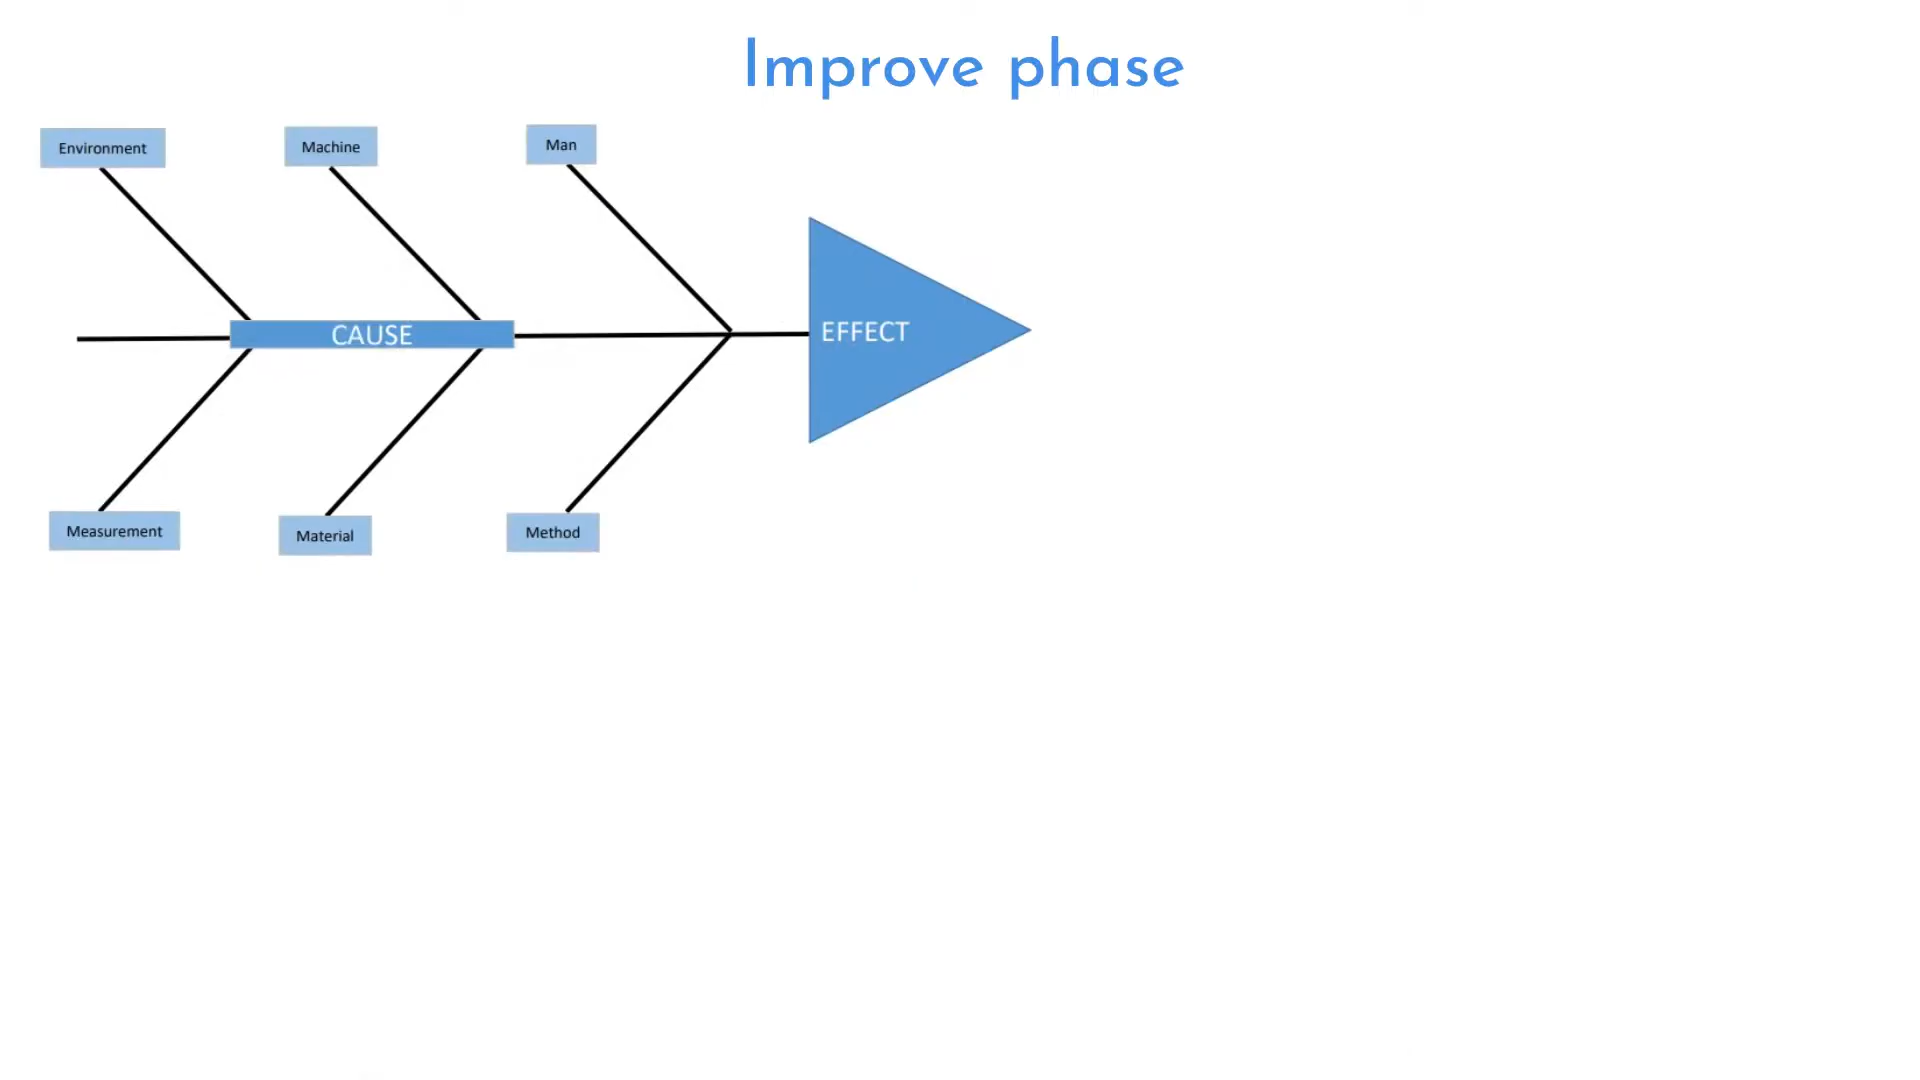 Improve phase
Environment
Machine
Man
CAUSE
EFFECT
Measurement
Material
Method